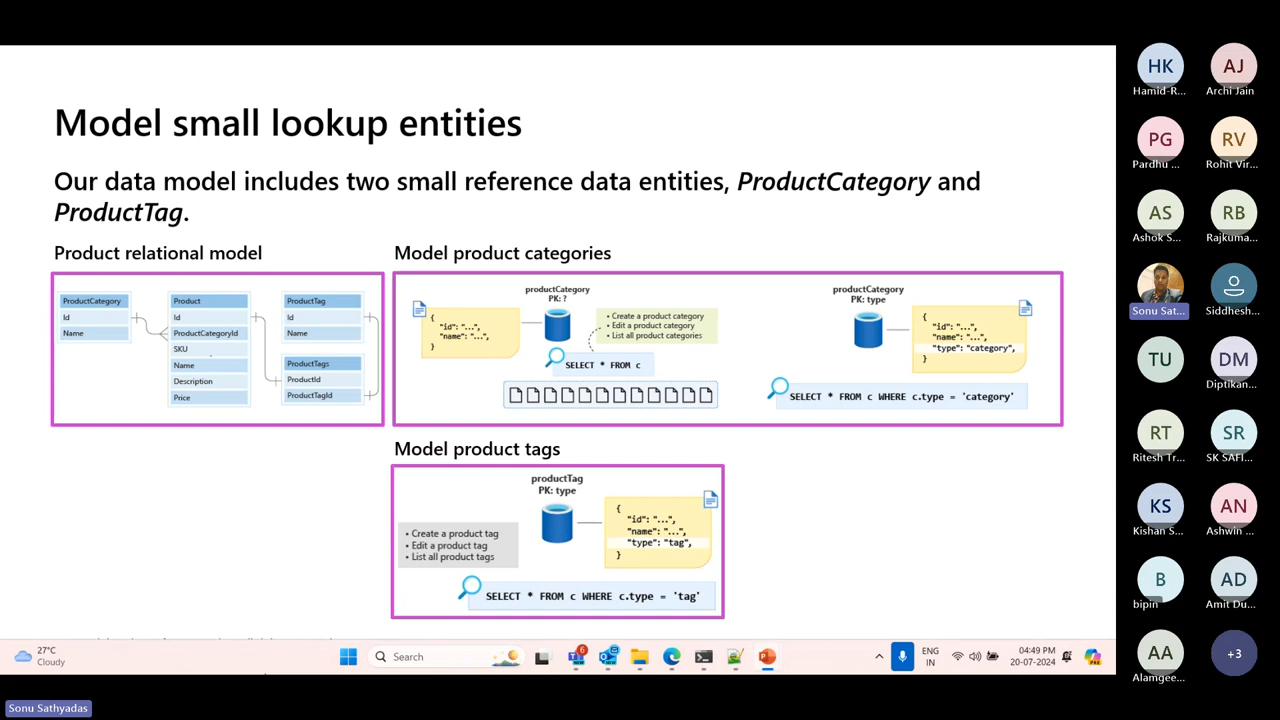 Model small lookup entities
Our data model includes two small reference data entities, ProductCategory and
ProductTag.
Product relational model
ProductCategory
Id
Name
Product
Id
ProductCategoryId
SKU
Name
Description
Price
ProductTag
Id
Name
ProductTags
ProductId
ProductTagId
Model product categories
productCategory
PK: ?
{
"id": "...",
"name": "...",
}
• Create a product category
• Edit a product category
• List all product categories
SELECT * FROM c
productCategory
PK: type
{
"id": "...",
"name": "...",
"type": "category",
}
SELECT * FROM c WHERE c.type = 'category'
Model product tags
productTag
PK: type
• Create a product tag
• Edit a product tag
• List all product tags
{
"id": "...",
"name": "...",
"type": "tag",
}
SELECT * FROM c WHERE c.type = 'tag'
27°C
Cloudy
Search
6
NEW
NEW
ENG
IN
04:49 PM
20-07-2024
PRE
Sonu Sathyadas
HK
Hamid-R...
AJ
Archi Jain
PG
Pardhu ...
RV
Rohit Vir...
AS
Ashok S...
RB
Rajkuma...
Sonu Sat...
Siddhesh...
TU
DM
Diptikan...
RT
Ritesh Tr...
SR
SK SAFI...
KS
Kishan S...
AN
Ashwin ...
B
bipin
AD
Amit Du...
AA
Alamgee...
+3